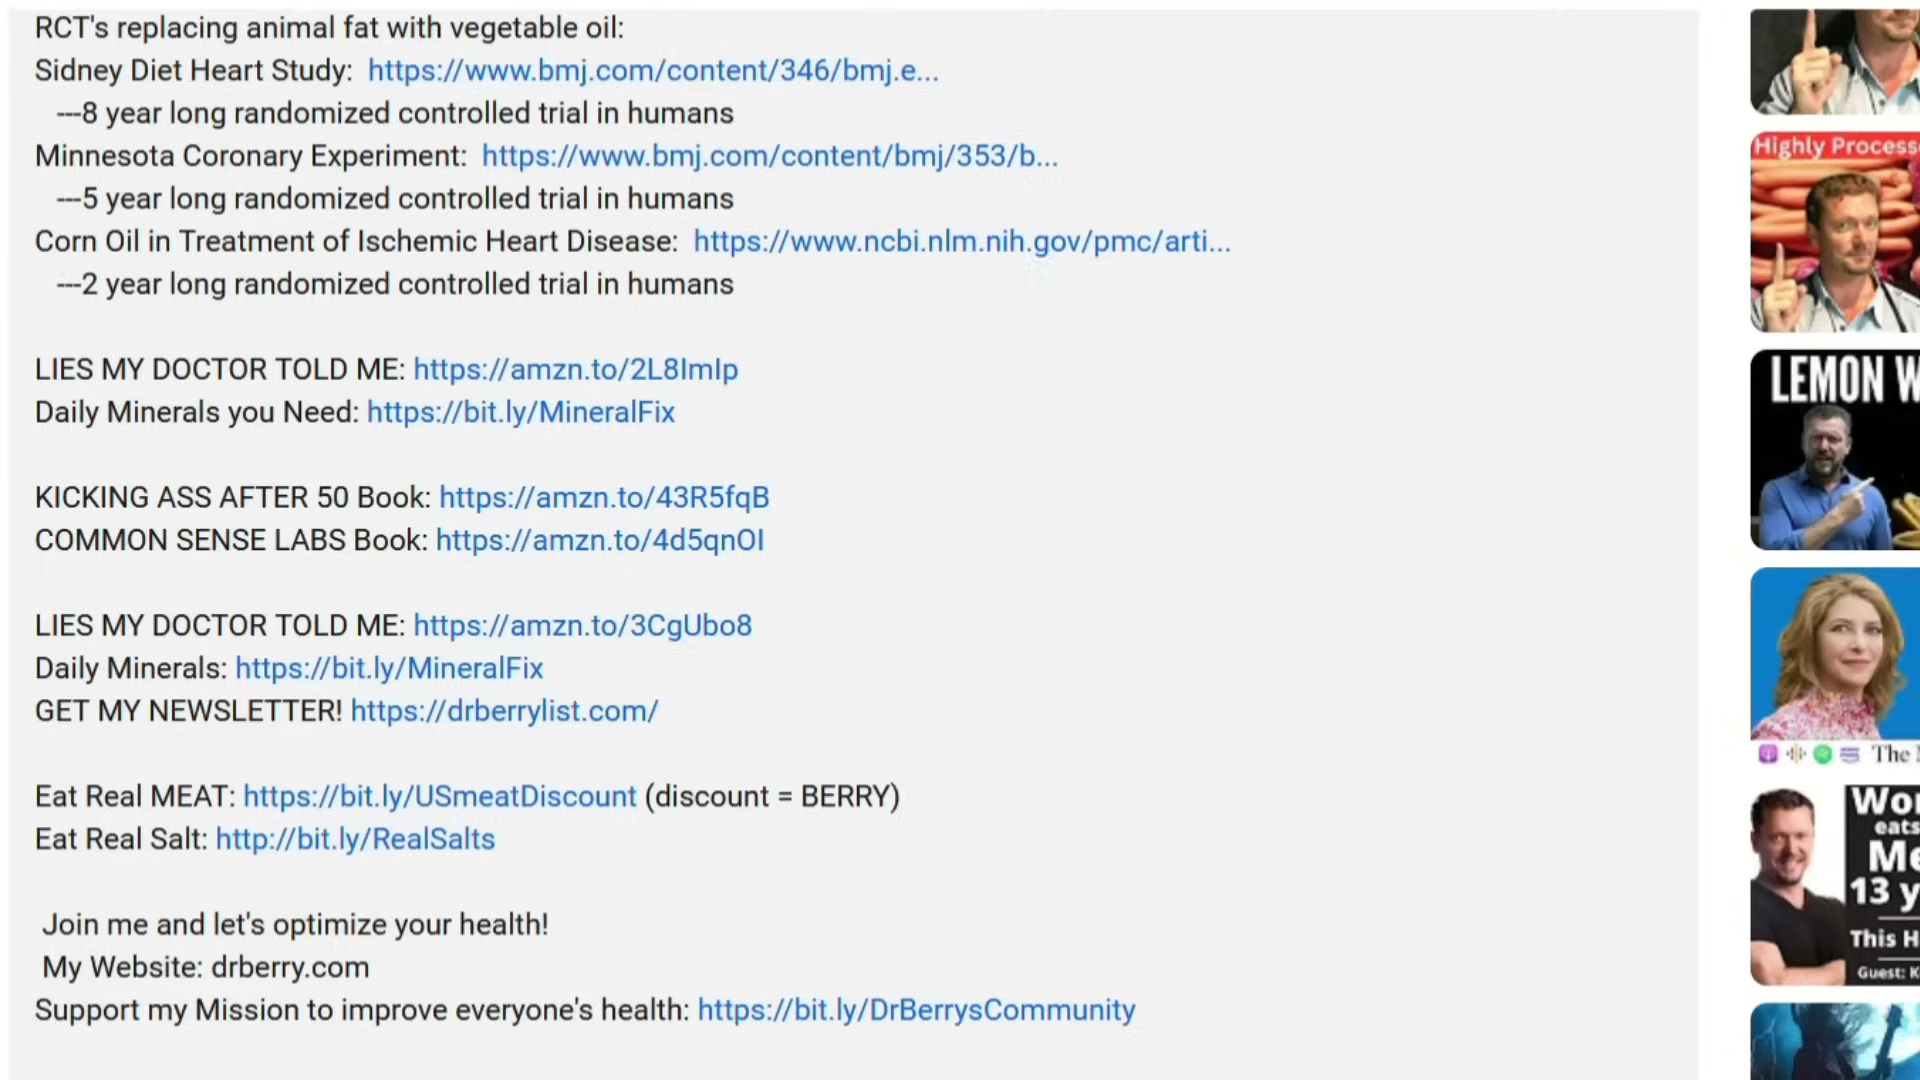 RCT's replacing animal fat with vegetable oil:
Sidney Diet Heart Study: https://www.bmj.com/content/346/bmj.e...
---8 year long randomized controlled trial in humans
Minnesota Coronary Experiment: https://www.bmj.com/content/bmj/353/b...
---5 year long randomized controlled trial in humans
Corn Oil in Treatment of Ischemic Heart Disease: https://www.ncbi.nlm.nih.gov/pmc/arti...
---2 year long randomized controlled trial in humans
LIES MY DOCTOR TOLD ME: https://amzn.to/2L8ImIp
Daily Minerals you Need: https://bit.ly/MineralFix
KICKING ASS AFTER 50 Book: https://amzn.to/43R5fqB
COMMON SENSE LABS Book: https://amzn.to/4d5qnOI
LIES MY DOCTOR TOLD ME: https://amzn.to/3CgUbo8
Daily Minerals: https://bit.ly/MineralFix
GET MY NEWSLETTER! https://drberrylist.com/
Eat Real MEAT: https://bit.ly/USmeatDiscount (discount = BERRY)
Eat Real Salt: http://bit.ly/RealSalts
Join me and let's optimize your health!
My Website: drberry.com
Support my Mission to improve everyone's health: https://bit.ly/DrBerrysCommunity
Highly
LEMON
The
eats
13
This
Guest: